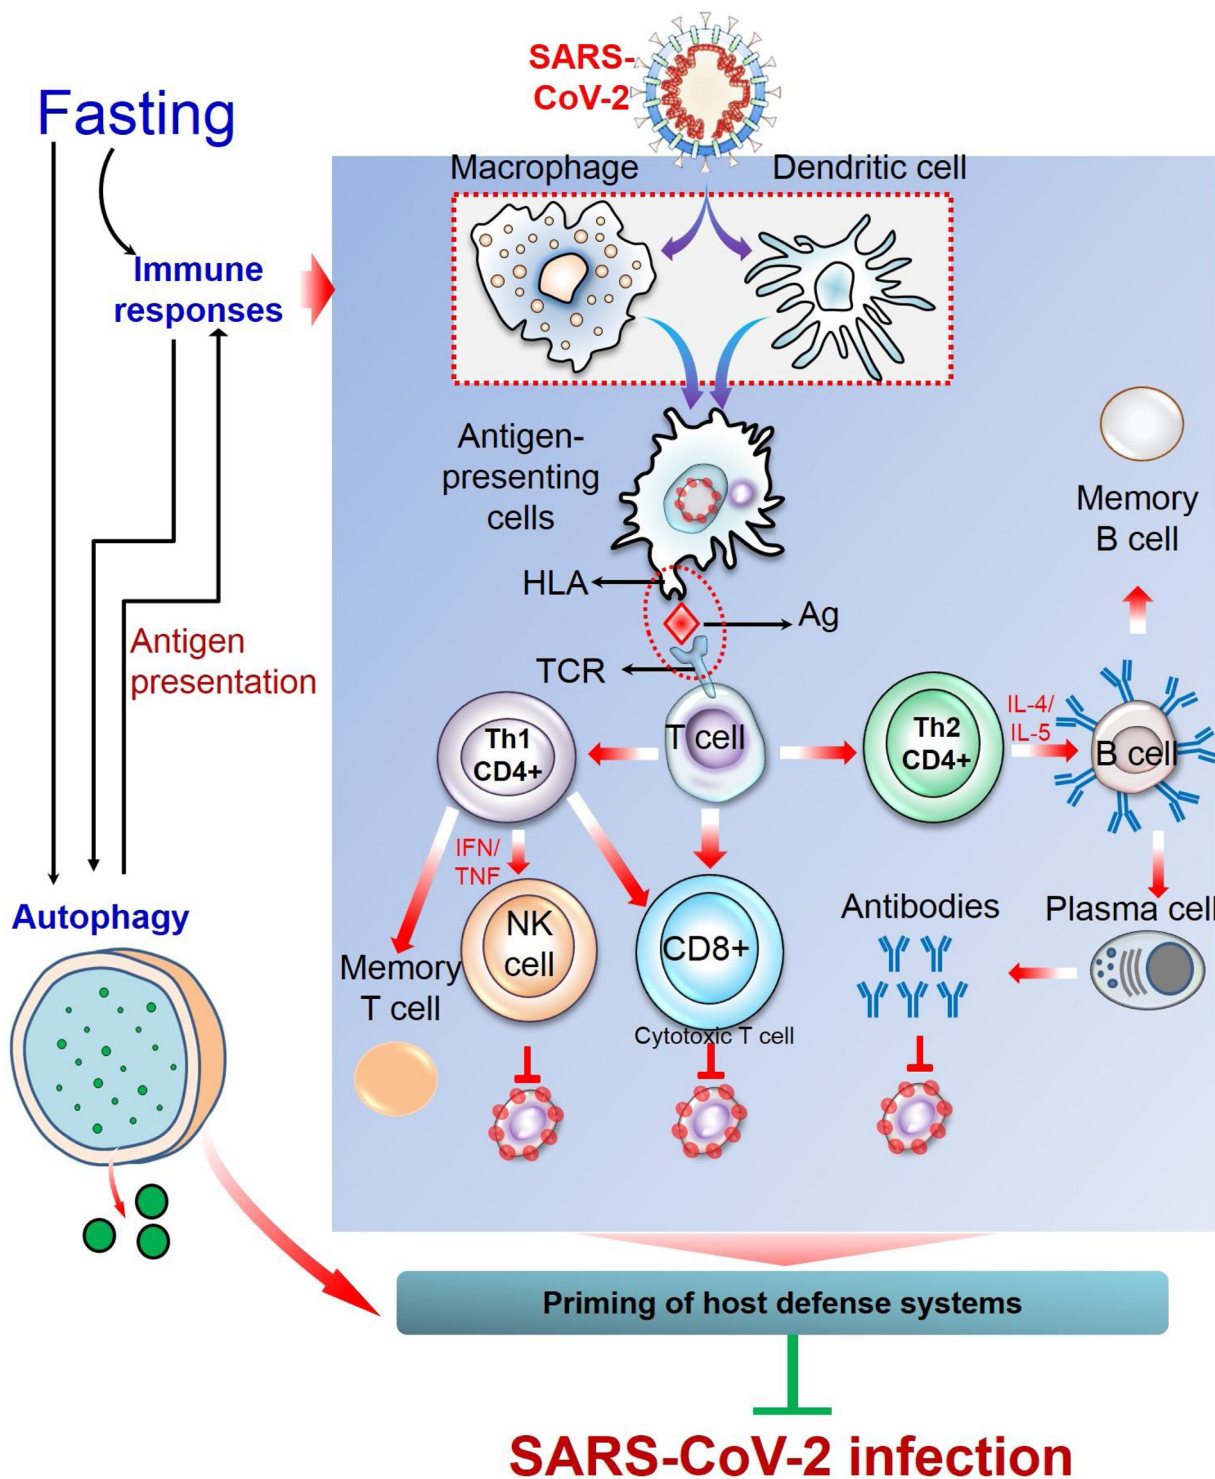 SARS-
CoV-2
Fasting
Macrophage
Dendritic cell
Immune
responses
Antigen-
presenting
cells
Memory
B cell
HLA
Ag
Antigen
presentation
TCR
Th1
CD4+
T cell
Th2
CD4+
IL-4/
IL-5
B cell
IFN/
TNF
Autophagy
NK
cell
CD8+
Cytotoxic T cell
Memory
T cell
Antibodies
Plasma cell
Priming of host defense systems
SARS-CoV-2 infection